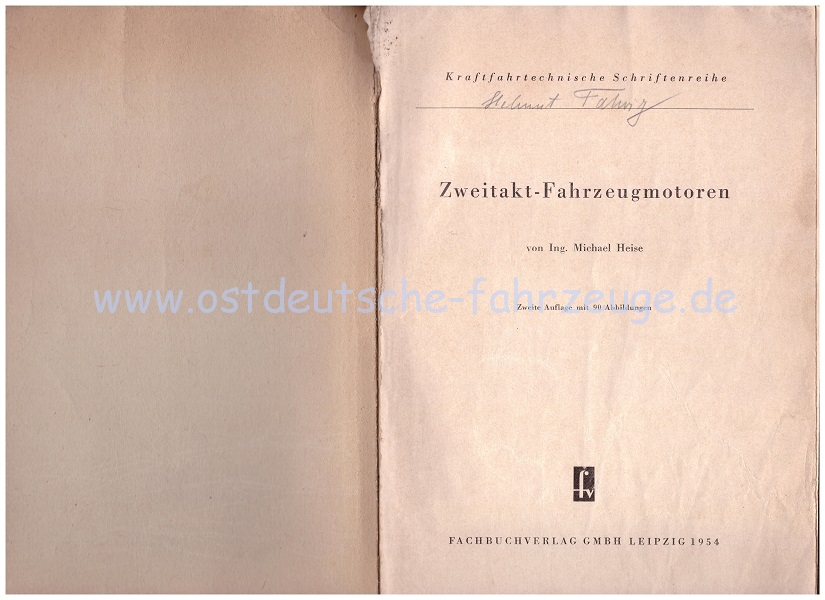 Kraftfahrtechnische Schriftenreihe
Helmut
Zweitakt-Fahrzeugmotoren
von Ing. Michael Heise
www.ostdeutsche-fahrzeuge.de
Zweite Auflage mit 90 Abbildungen
fv
FACHBUCHVERLAG GMBH LEIPZIG 1954